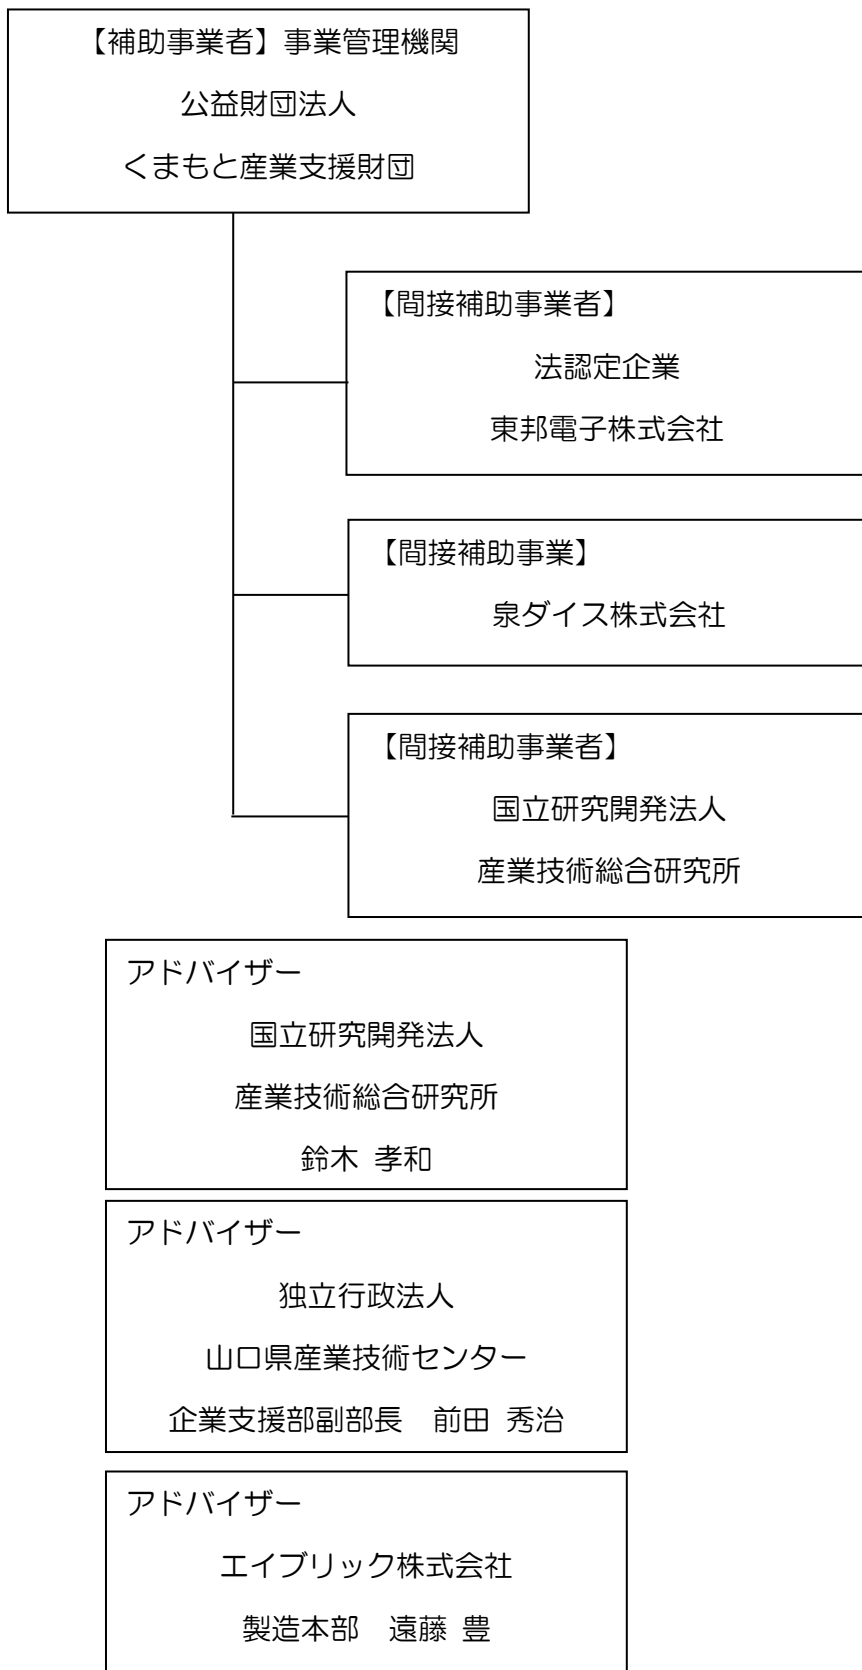 【補助事業者】事業管理機関
公益財団法人
くまもと産業支援財団
【間接補助事業者】
法認定企業
東邦電子株式会社
【間接補助事業】
泉ダイス株式会社
【間接補助事業者】
国立研究開発法人
産業技術総合研究所
アドバイザー
国立研究開発法人
産業技術総合研究所
鈴木 孝和
アドバイザー
独立行政法人
山口県産業技術センター
企業支援部副部長　前田 秀治
アドバイザー
エイブリック株式会社
製造本部　遠藤 豊